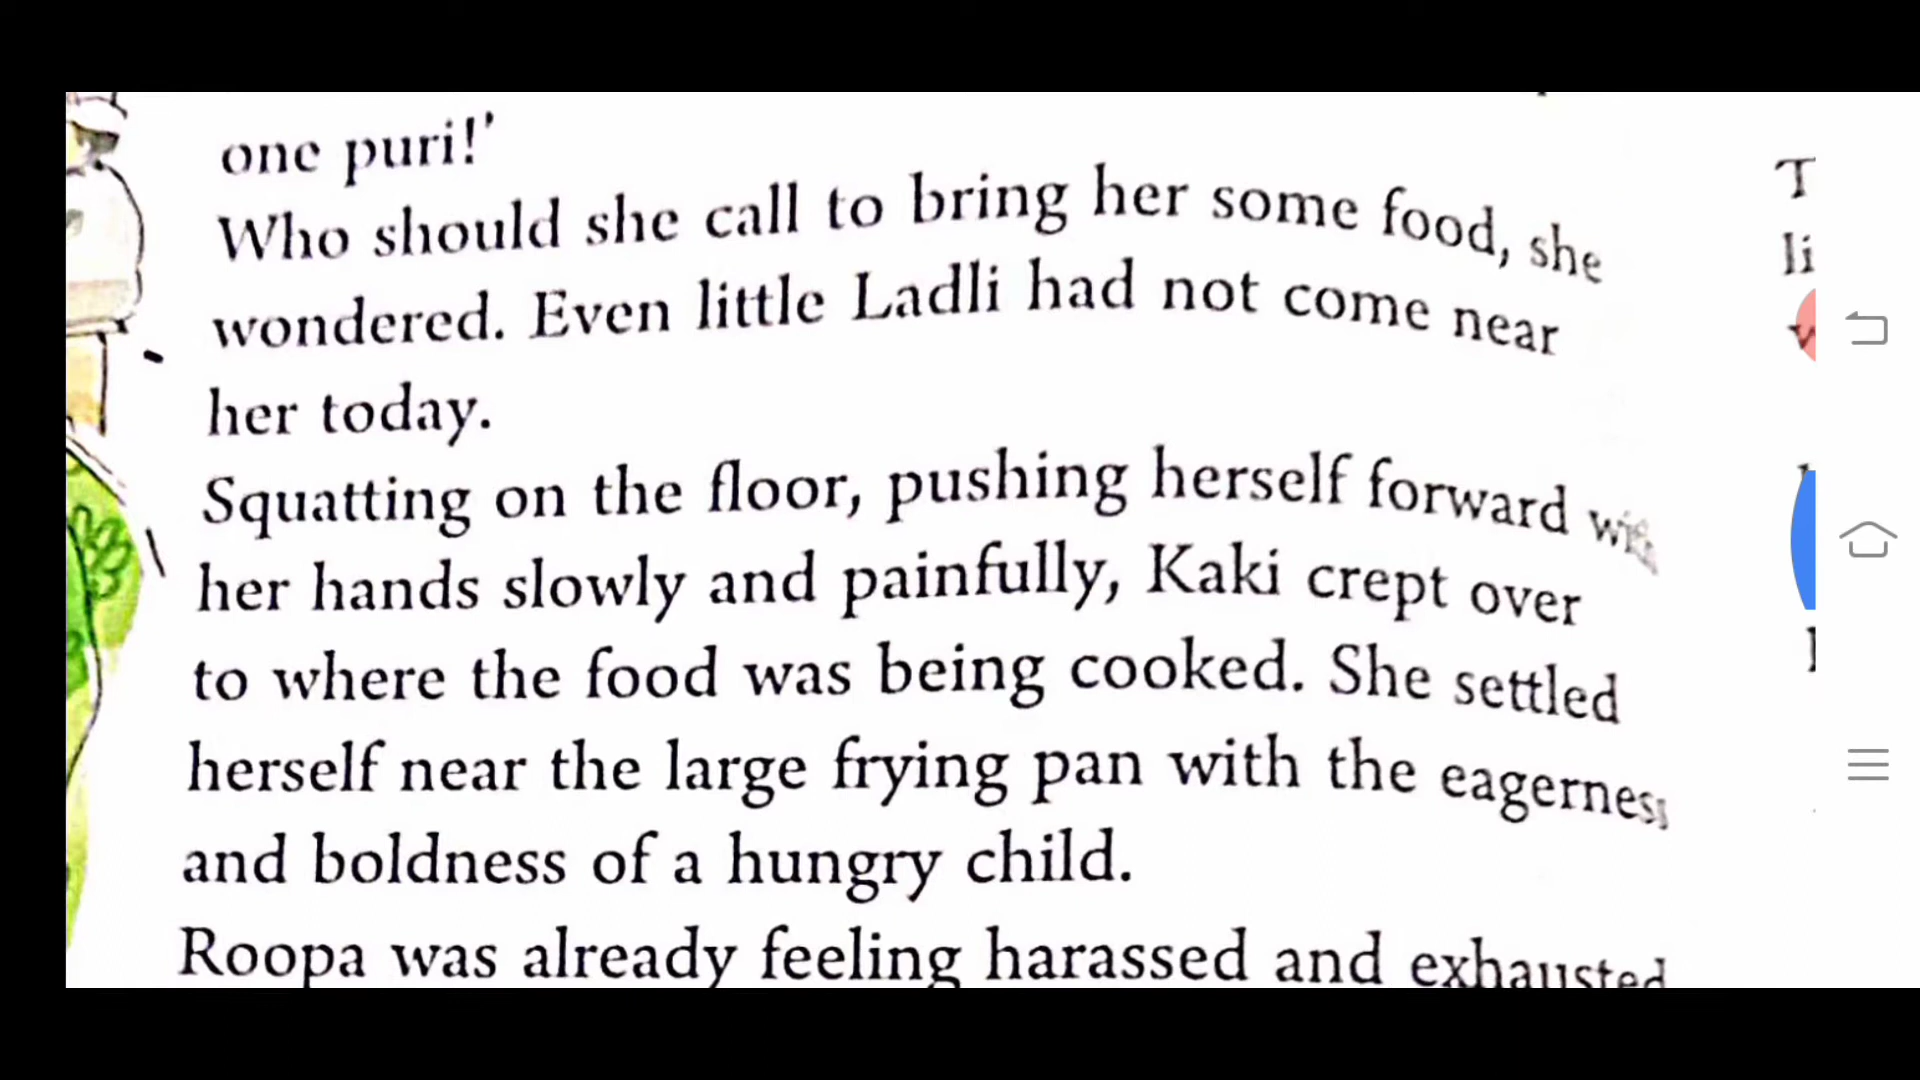 one puri!'
Who should she call to bring her some food, she
wondered. Even little Ladli had not come near
her today.
Squatting on the floor, pushing herself forward
her hands slowly and painfully, Kaki crept over
to where the food was being cooked. She settled
herself near the large frying pan with the eagerness
and boldness of a hungry child.
Roopa was already feeling harassed and exhausted
T
li